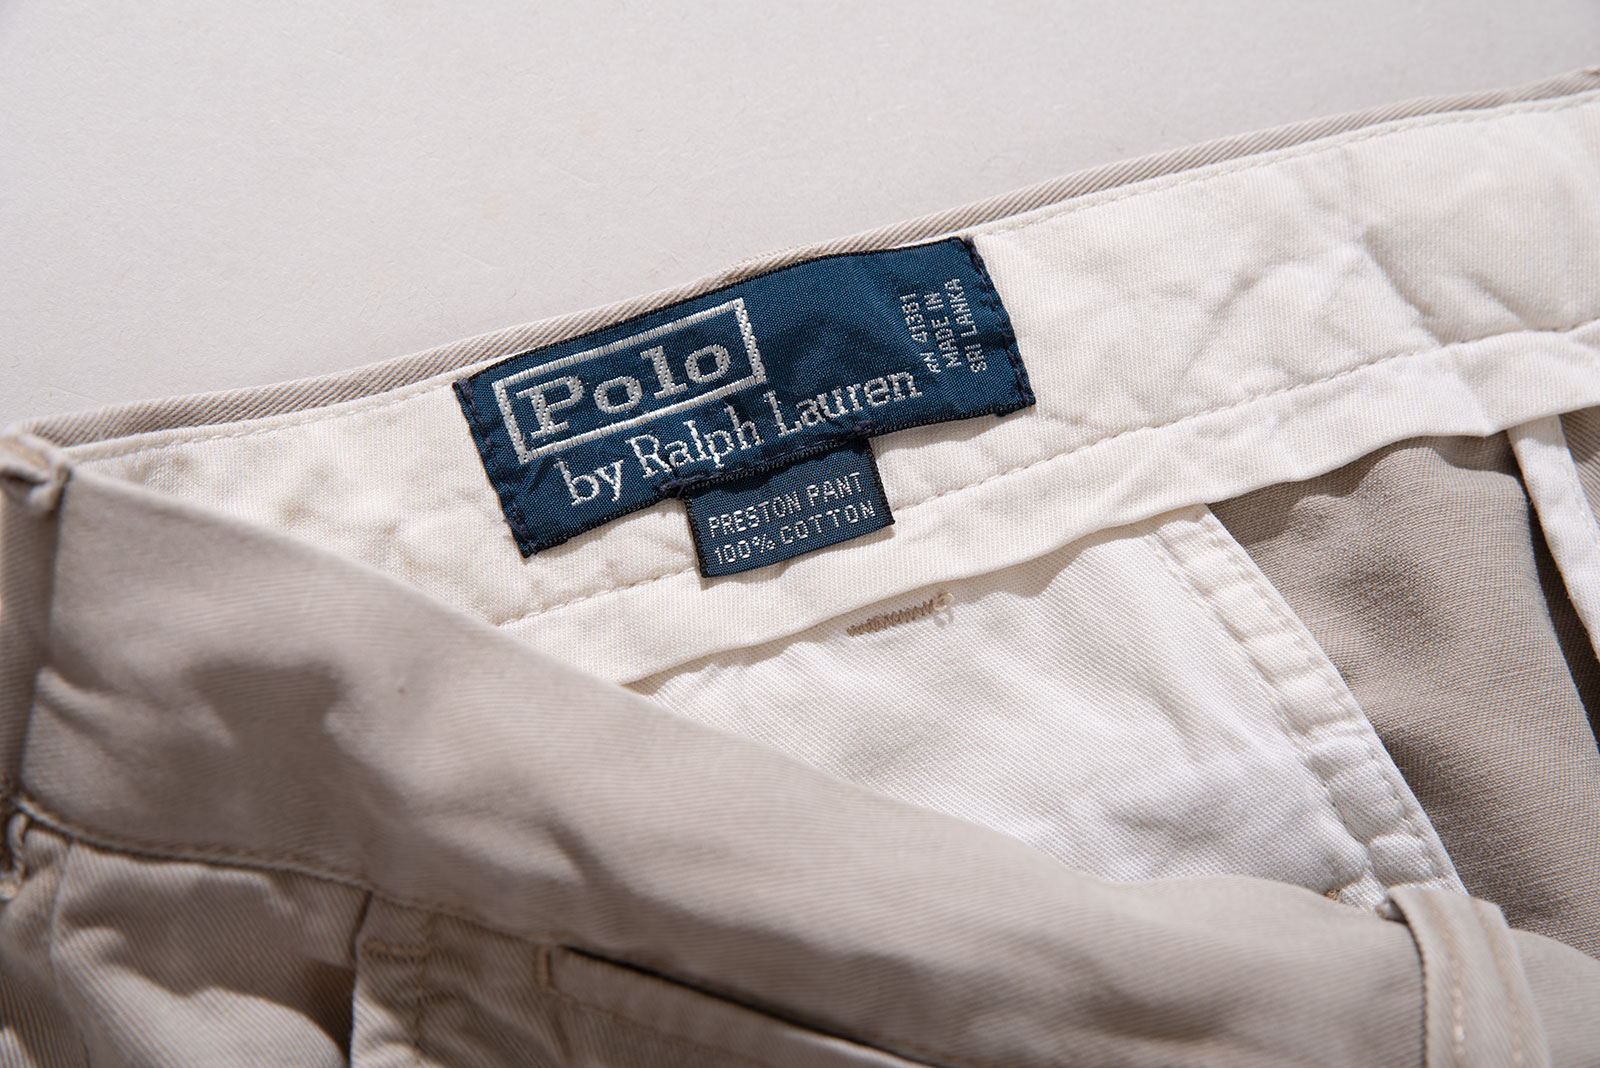 Polo
by Ralph Lauren
RN 41381
MADE IN
SRI LANKA
PRESTON PANT
100% COTTON